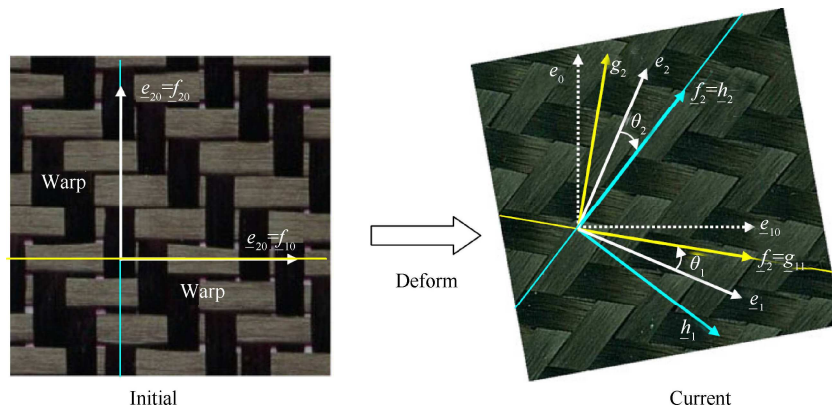 e₂₀=f₂₀
Warp
e₂₀=f₁₀
Warp
Initial
Deform
e₀
g₂
e₂
f₂=h₂
θ₂
e₁₀
f₂=g₁₁
θ₁
e₁
h₁
Current